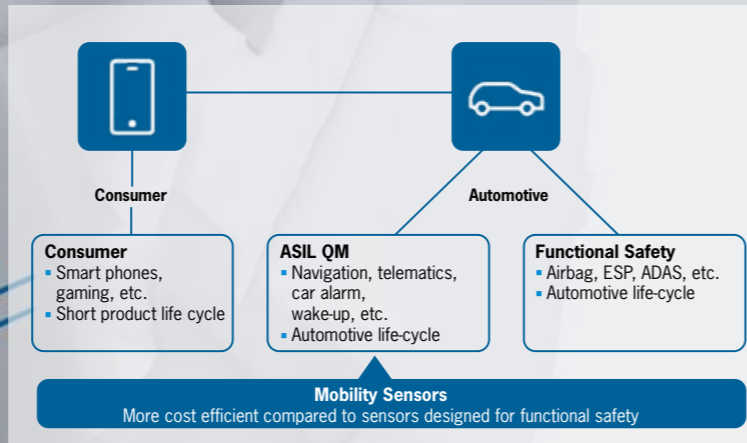 Consumer
Automotive
Consumer
▪ Smart phones,
gaming, etc.
▪ Short product life cycle
ASIL QM
▪ Navigation, telematics,
car alarm,
wake-up, etc.
▪ Automotive life-cycle
Functional Safety
▪ Airbag, ESP, ADAS, etc.
▪ Automotive life-cycle
Mobility Sensors
More cost efficient compared to sensors designed for functional safety